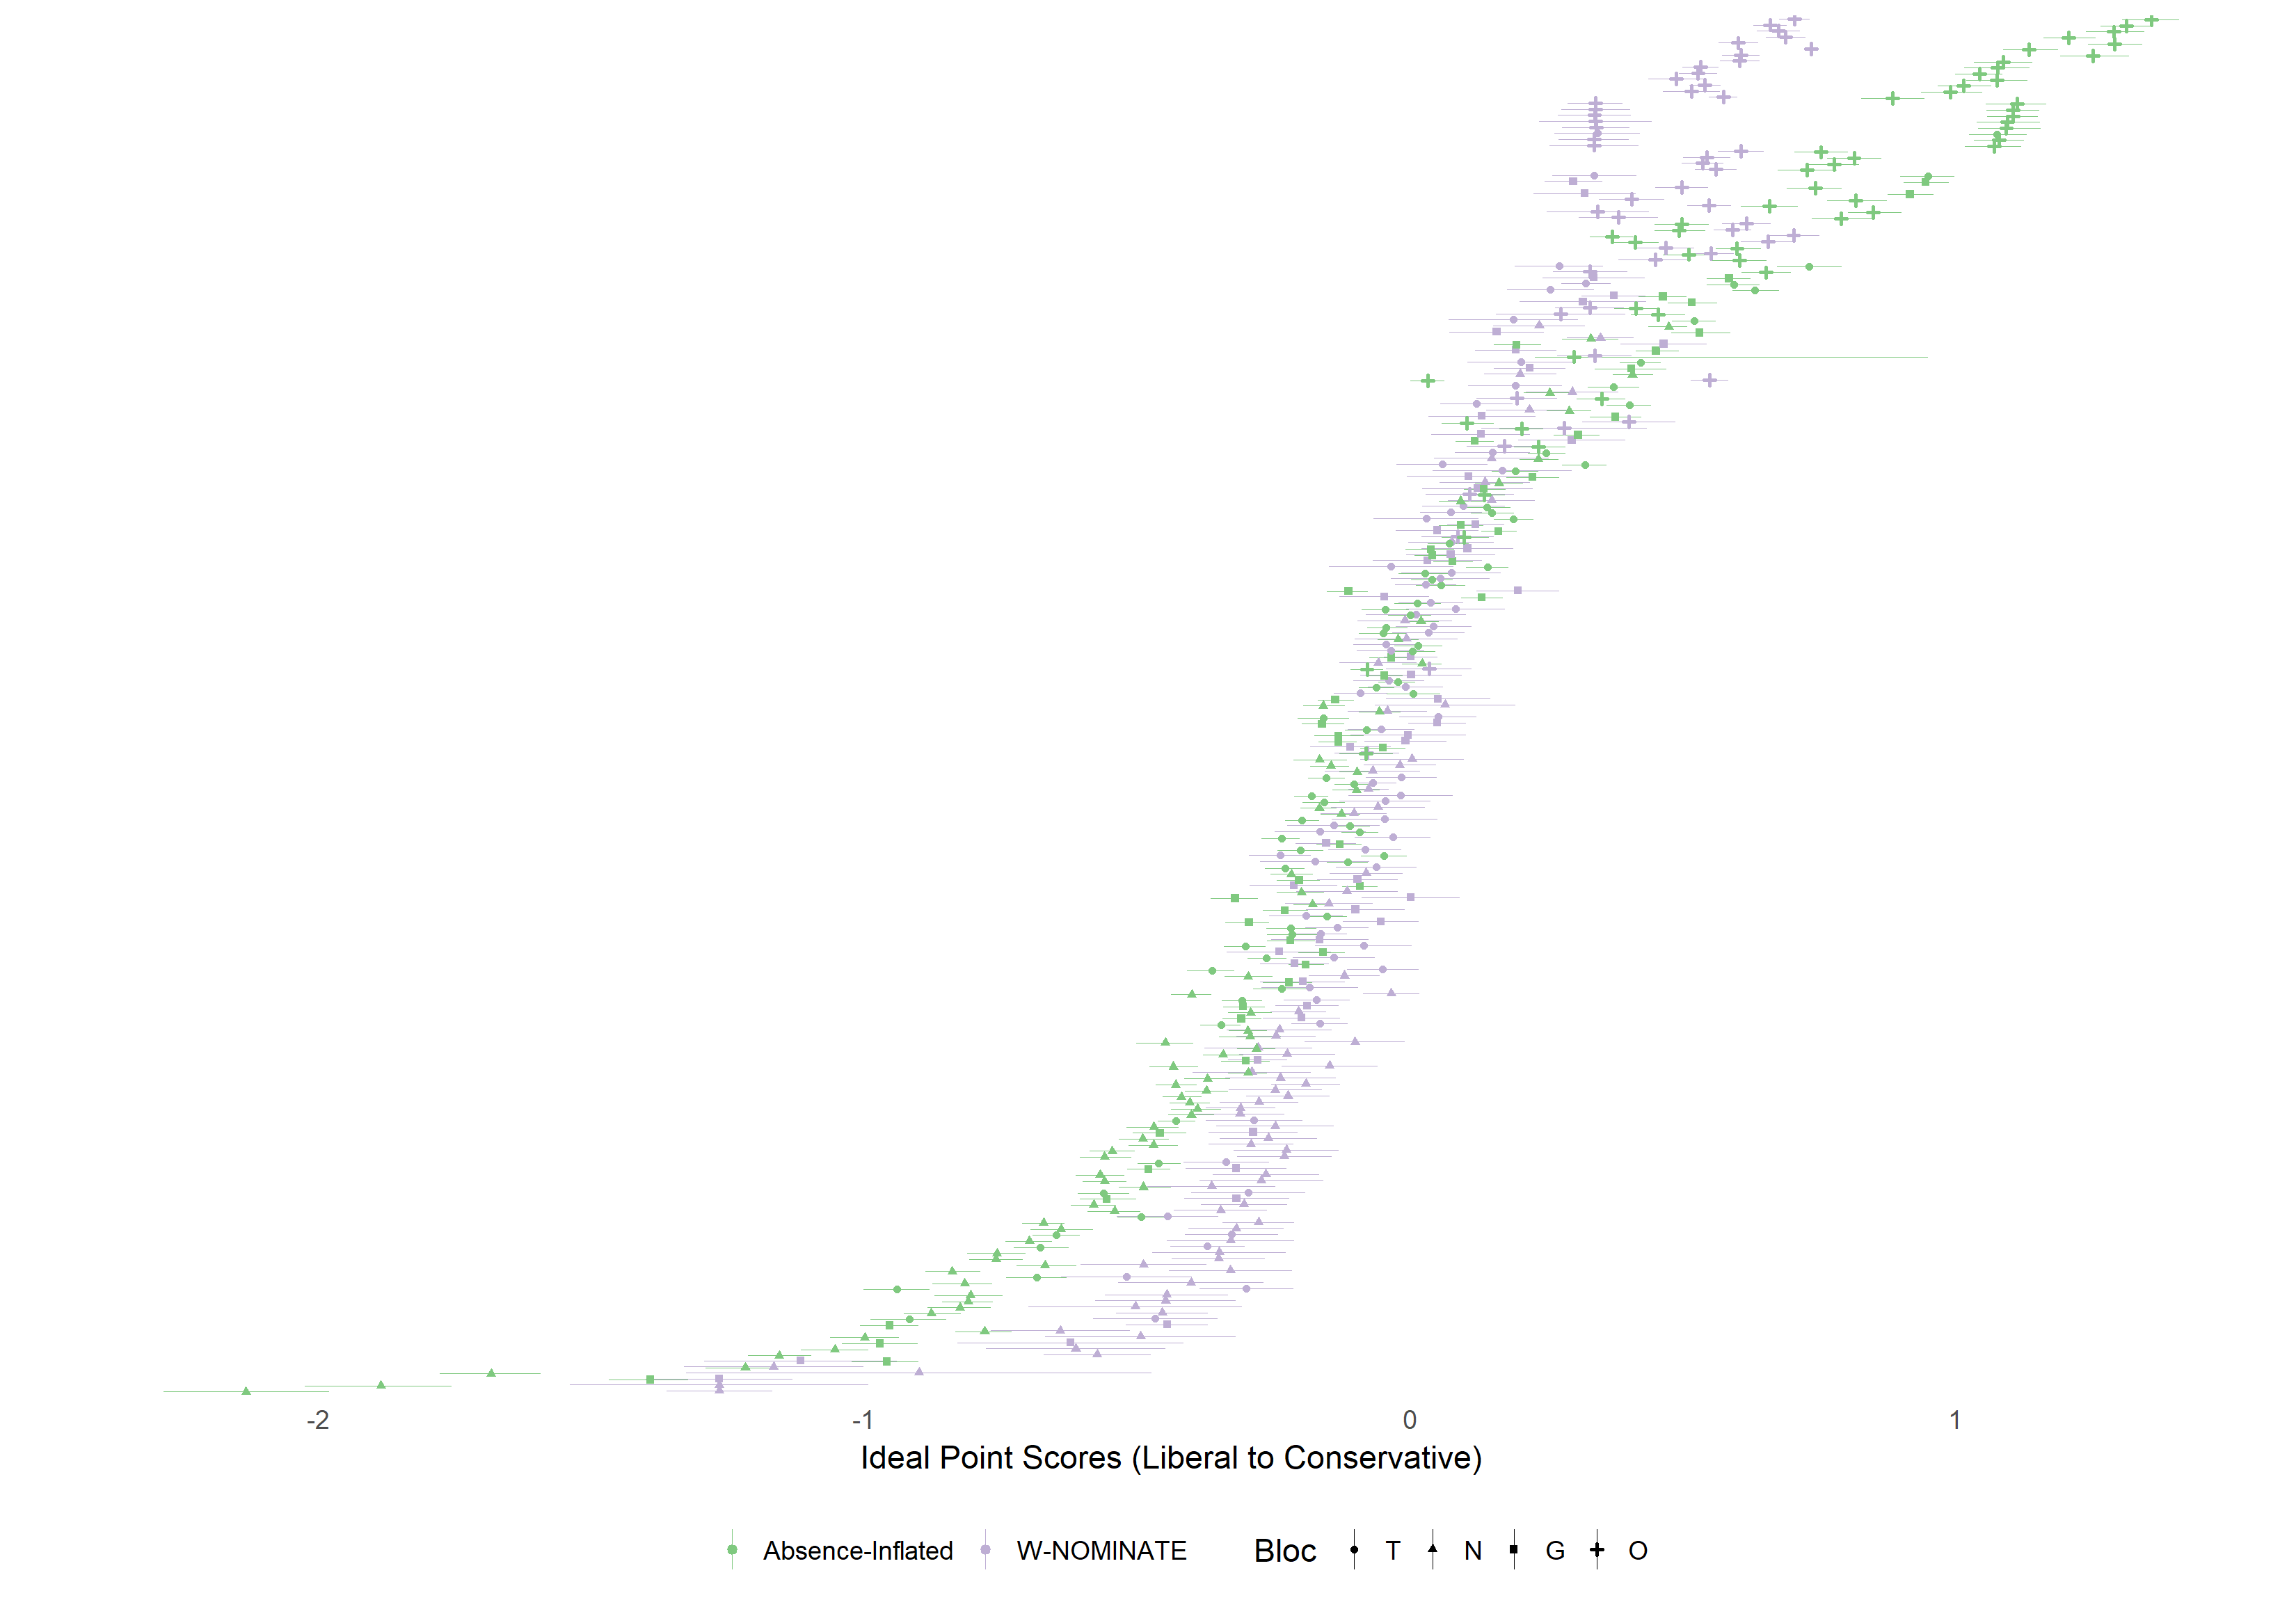 -2 -1 0 1
Ideal Point Scores (Liberal to Conservative)
Absence-Inflated W-NOMINATE Bloc T N G O